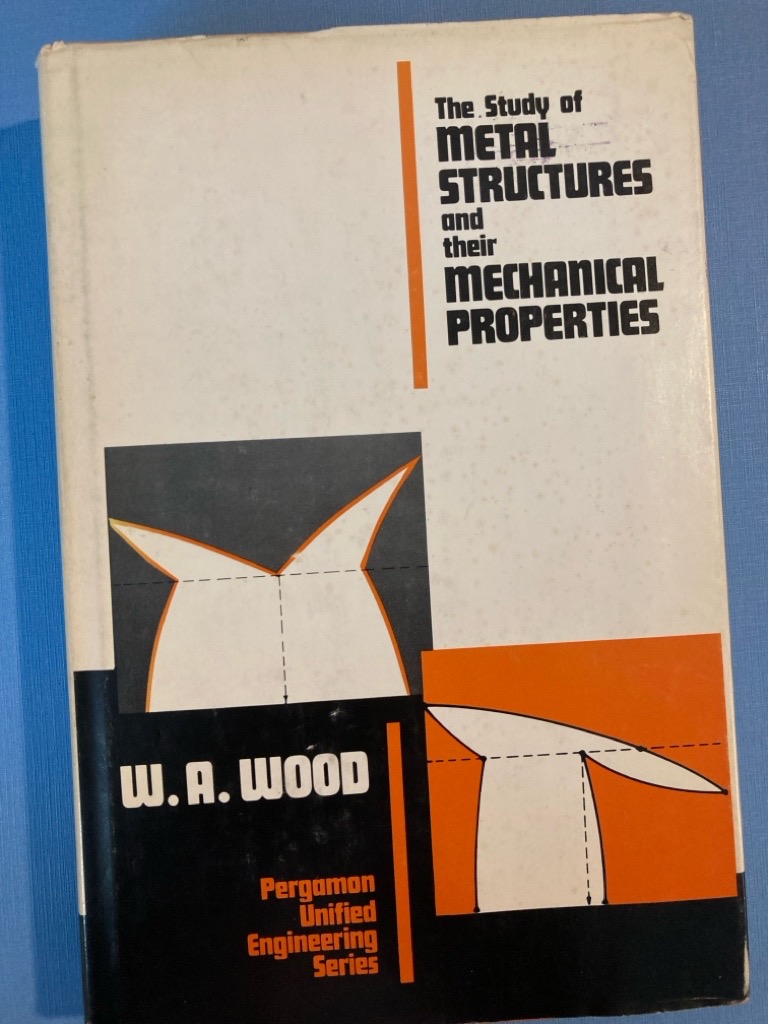 The Study of
METAL
STRUCTURES
and
their
MECHANICAL
PROPERTIES
W. A. WOOD
Pergamon
Unified
Engineering
Series